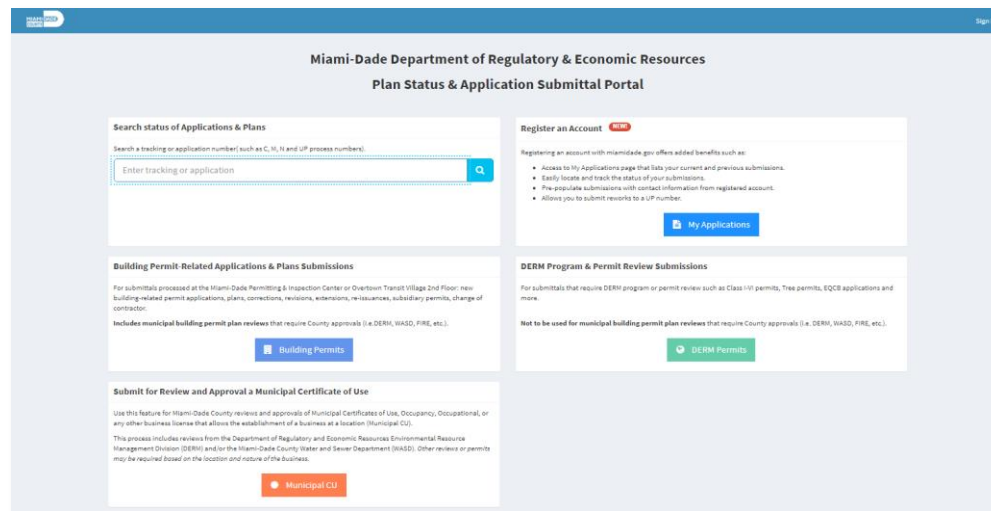 MIAMI-DADE
COUNTY
Sign
Miami-Dade Department of Regulatory & Economic Resources
Plan Status & Application Submittal Portal
Search status of Applications & Plans
Search a tracking or application number( such as C, M, N and UP process numbers).
Enter tracking or application
Register an Account NEW!
Registering an account with miamidade.gov offers added benefits such as:
• Access to My Applications page that lists your current and previous submissions.
• Easily locate and track the status of your submissions.
• Pre-populate submissions with contact information from registered account.
• Allows you to submit reworks to a UP number.
My Applications
Building Permit-Related Applications & Plans Submissions
For submittals processed at the Miami-Dade Permitting & Inspection Center or Overtown Transit Village 2nd Floor: new
building-related permit applications, plans, corrections, revisions, extensions, re-issuances, subsidiary permits, change of
contractor.
Includes municipal building permit plan reviews that require County approvals (i.e.DERM, WASD, FIRE, etc.).
Building Permits
DERM Program & Permit Review Submissions
For submittals that require DERM program or permit review such as Class I-VI permits, Tree permits, EQCB applications and
more.
Not to be used for municipal building permit plan reviews that require County approvals (i.e. DERM, WASD, FIRE, etc.).
DERM Permits
Submit for Review and Approval a Municipal Certificate of Use
Use this feature for Miami-Dade County reviews and approvals of Municipal Certificates of Use, Occupancy, Occupational, or
any other business license that allows the establishment of a business at a location (Municipal CU).
This process includes reviews from the Department of Regulatory and Economic Resources Environmental Resource
Management Division (DERM) and/or the Miami-Dade County Water and Sewer Department (WASD). Other reviews or permits
may be required based on the location and nature of the business.
Municipal CU